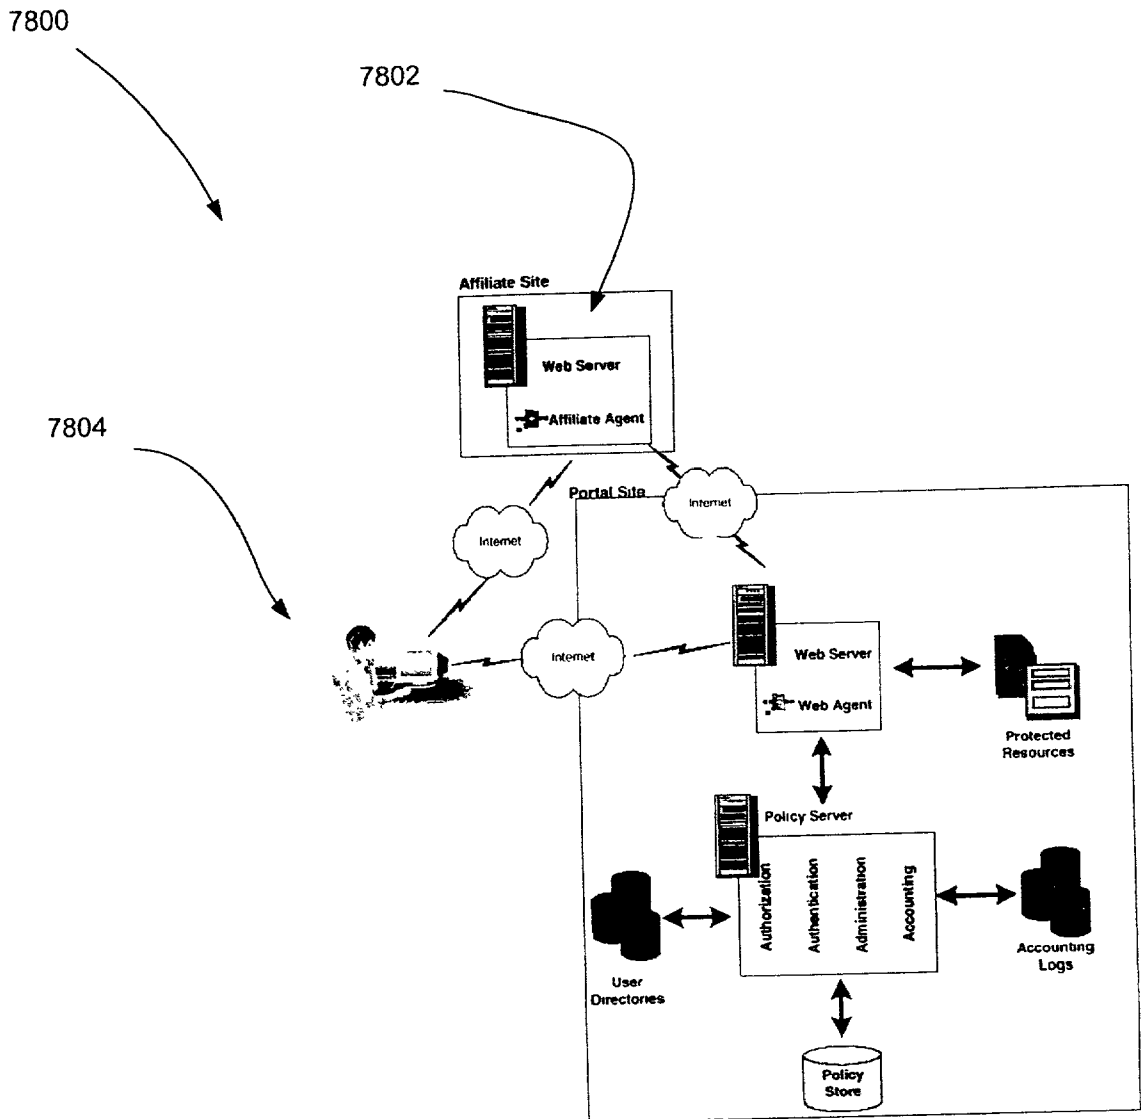 7800
7802
Affiliate Site
Web Server
Affiliate Agent
7804
Portal Site
Internet
Internet
Internet
Web Server
Web Agent
Protected
Resources
Policy Server
Authorization
Authentication
Administration
Accounting
User
Directories
Accounting
Logs
Policy
Store